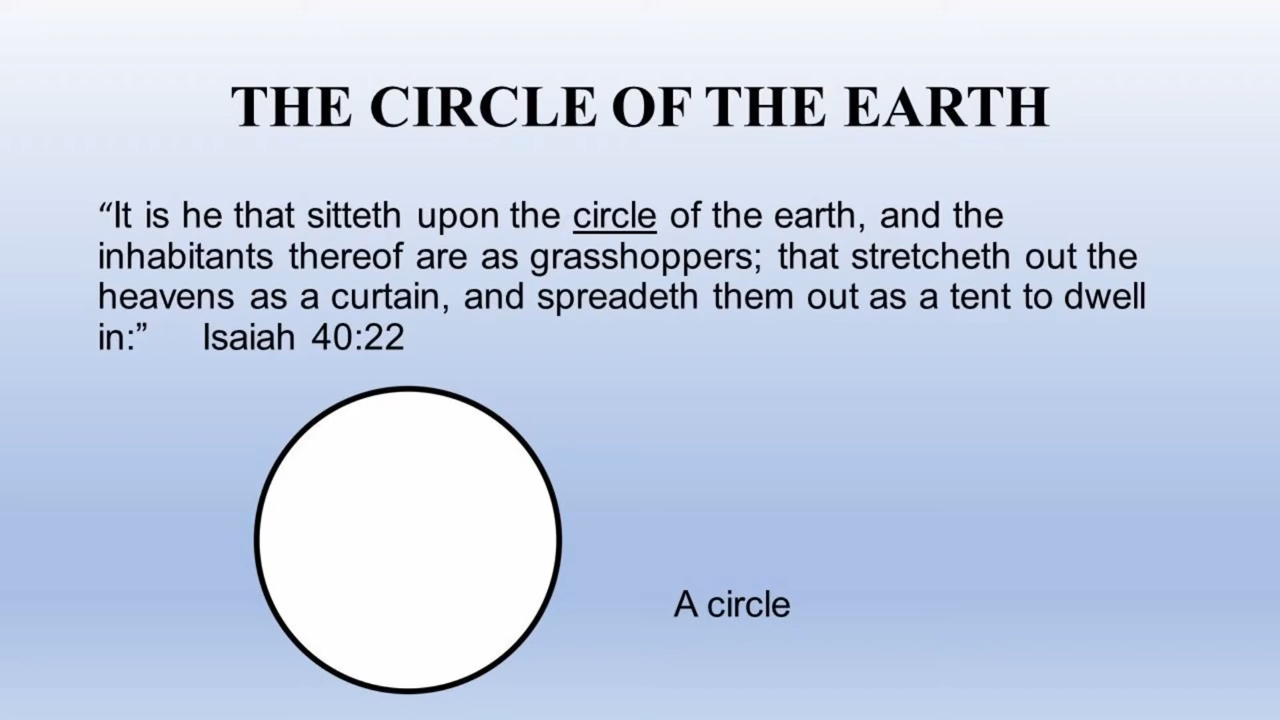 THE CIRCLE OF THE EARTH
“It is he that sitteth upon the circle of the earth, and the
inhabitants thereof are as grasshoppers; that stretcheth out the
heavens as a curtain, and spreadeth them out as a tent to dwell
in:” Isaiah 40:22
A circle